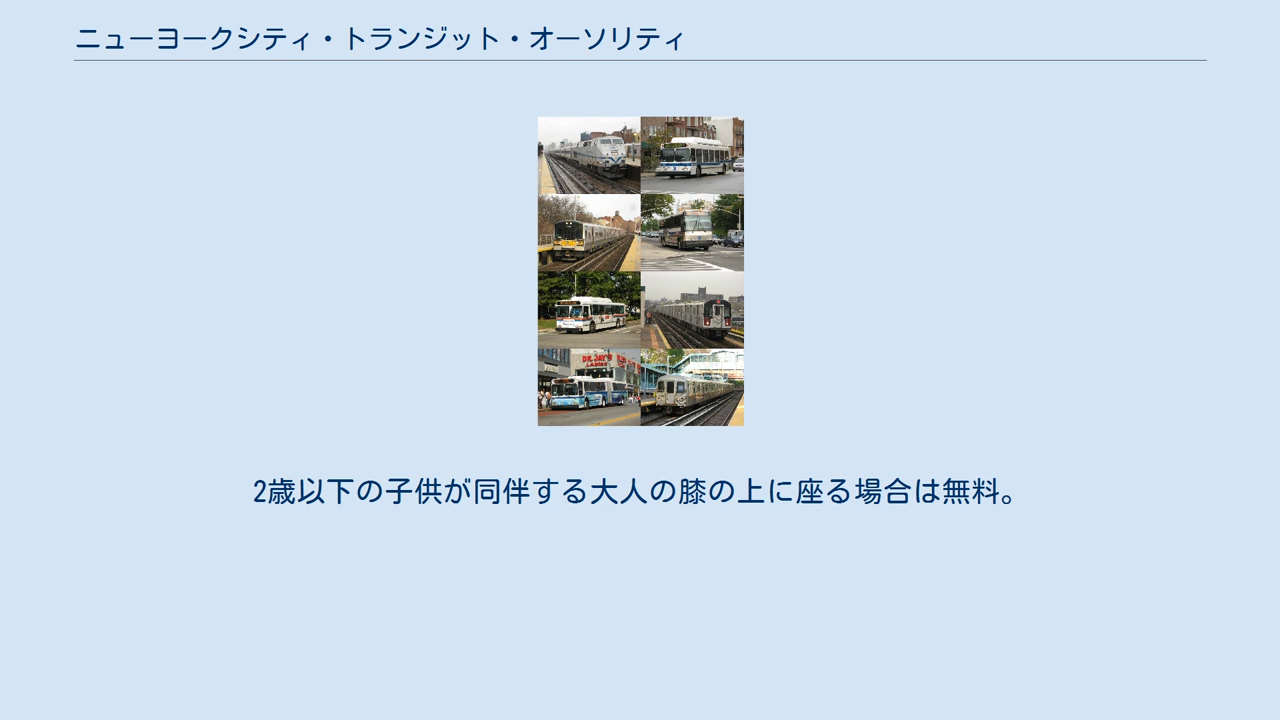 ニューヨークシティ・トランジット・オーソリティ
DR. JAY'S
2歳以下の子供が同伴する大人の膝の上に座る場合は無料。